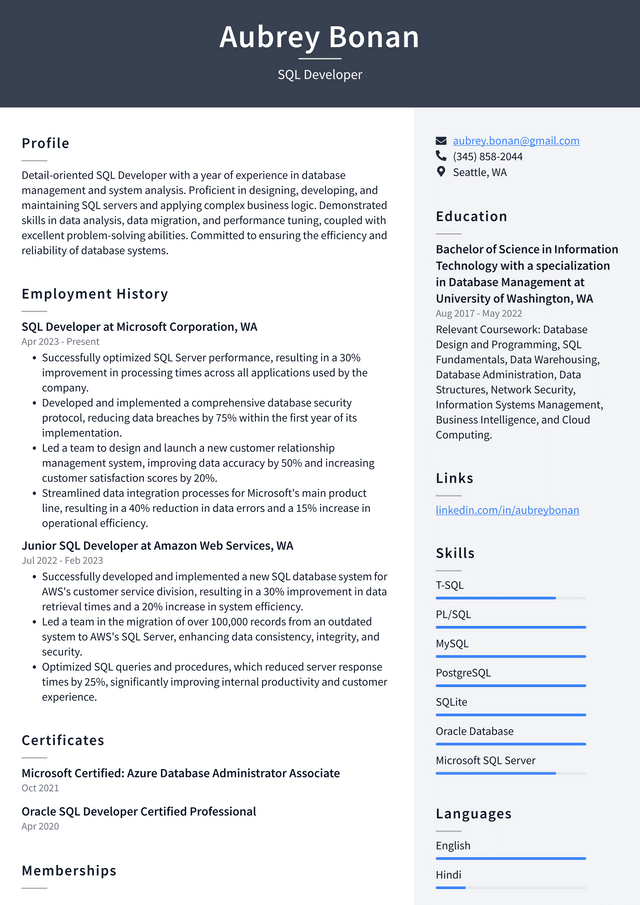 Aubrey Bonan
SQL Developer
Profile
Detail-oriented SQL Developer with a year of experience in database
management and system analysis. Proficient in designing, developing, and
maintaining SQL servers and applying complex business logic. Demonstrated
skills in data analysis, data migration, and performance tuning, coupled with
excellent problem-solving abilities. Committed to ensuring the efficiency and
reliability of database systems.
Employment History
SQL Developer at Microsoft Corporation, WA
Apr 2023 - Present
• Successfully optimized SQL Server performance, resulting in a 30%
improvement in processing times across all applications used by the
company.
• Developed and implemented a comprehensive database security
protocol, reducing data breaches by 75% within the first year of its
implementation.
• Led a team to design and launch a new customer relationship
management system, improving data accuracy by 50% and increasing
customer satisfaction scores by 20%.
• Streamlined data integration processes for Microsoft's main product
line, resulting in a 40% reduction in data errors and a 15% increase in
operational efficiency.
Junior SQL Developer at Amazon Web Services, WA
Jul 2022 - Feb 2023
• Successfully developed and implemented a new SQL database system for
AWS's customer service division, resulting in a 30% improvement in data
retrieval times and a 20% increase in system efficiency.
• Led a team in the migration of over 100,000 records from an outdated
system to AWS's SQL Server, enhancing data consistency, integrity, and
security.
• Optimized SQL queries and procedures, which reduced server response
times by 25%, significantly improving internal productivity and customer
experience.
Certificates
Microsoft Certified: Azure Database Administrator Associate
Oct 2021
Oracle SQL Developer Certified Professional
Apr 2020
Memberships
aubrey.bonan@gmail.com
(345) 858-2044
Seattle, WA
Education
Bachelor of Science in Information
Technology with a specialization
in Database Management at
University of Washington, WA
Aug 2017 - May 2022
Relevant Coursework: Database
Design and Programming, SQL
Fundamentals, Data Warehousing,
Database Administration, Data
Structures, Network Security,
Information Systems Management,
Business Intelligence, and Cloud
Computing.
Links
linkedin.com/in/aubreybonan
Skills
T-SQL
PL/SQL
MySQL
PostgreSQL
SQLite
Oracle Database
Microsoft SQL Server
Languages
English
Hindi